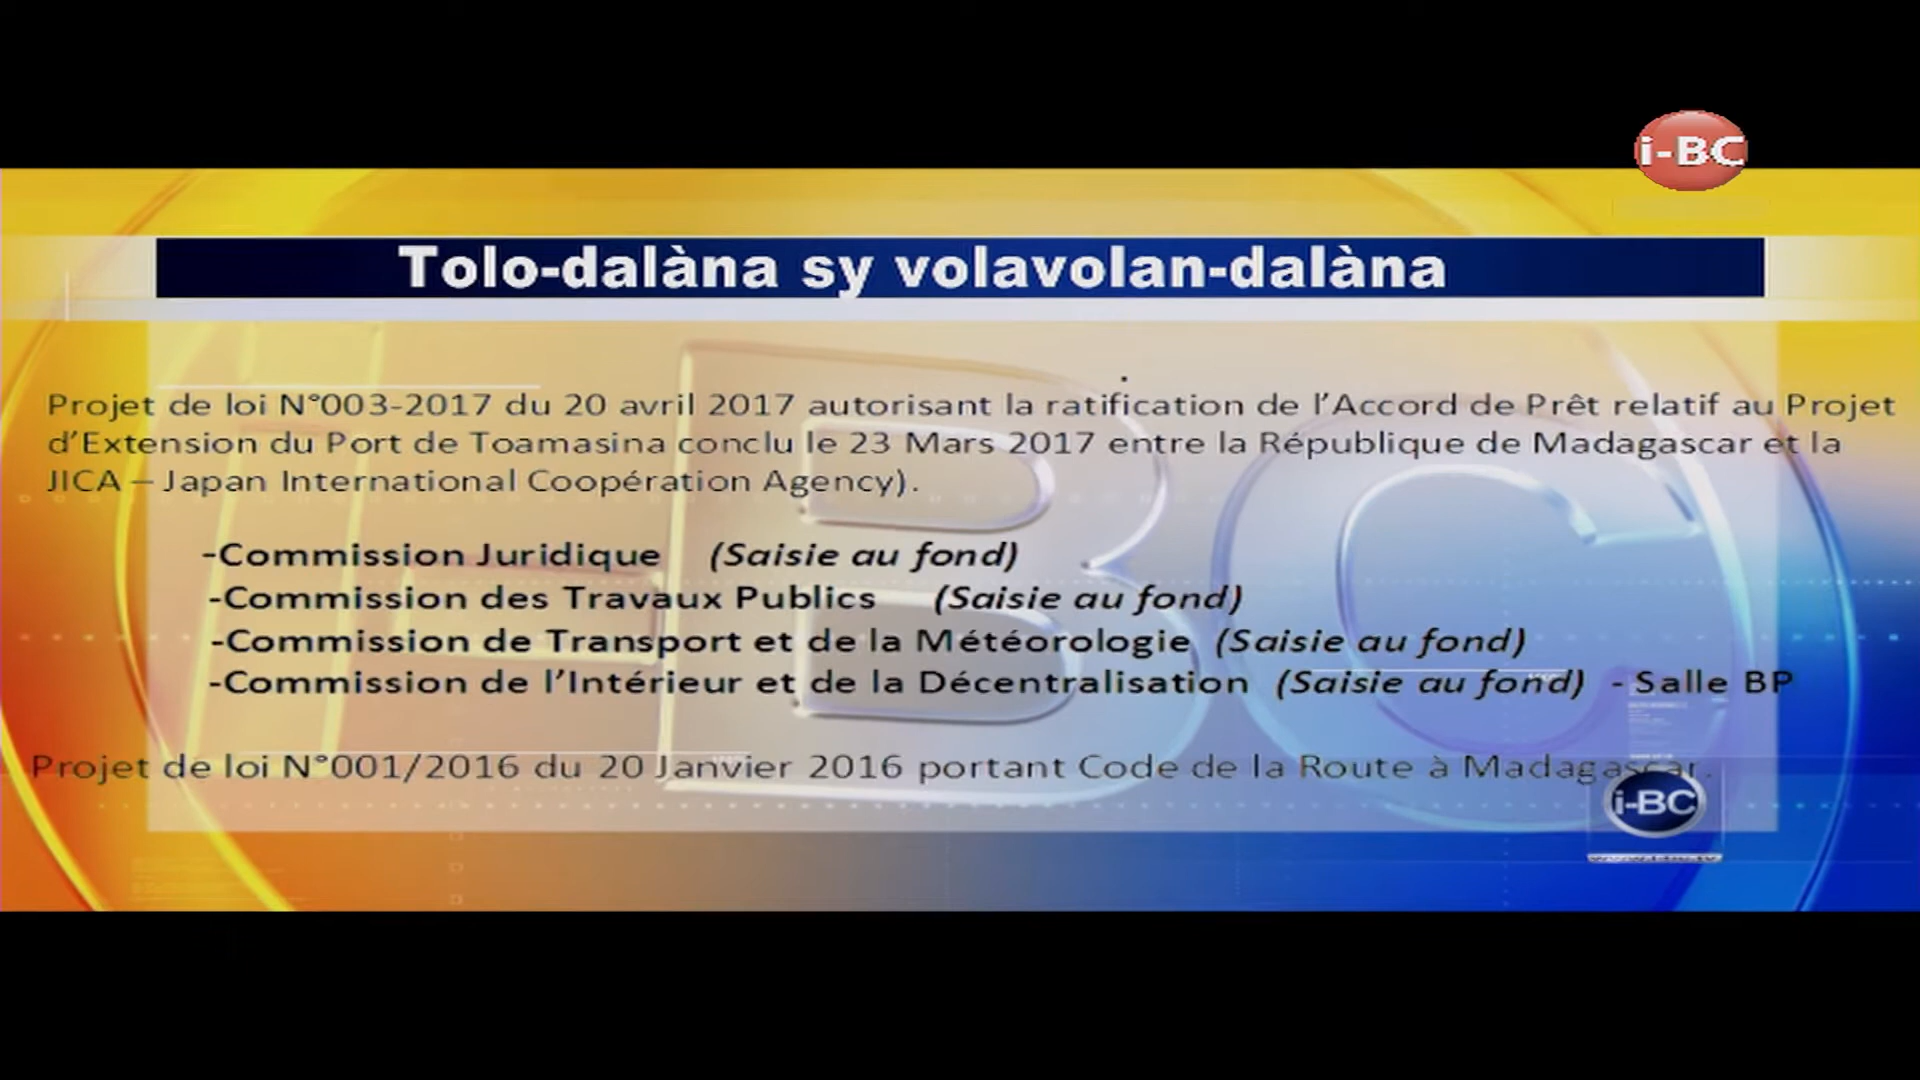 i-BC
Tolo-dalàna sy volavolan-dalàna
Projet de loi N°003-2017 du 20 avril 2017 autorisant la ratification de l'Accord de Prêt relatif au Projet
d'Extension du Port de Toamasina conclu le 23 Mars 2017 entre la République de Madagascar et la
JICA – Japan International Coopération Agency).
-Commission Juridique (Saisie au fond)
-Commission des Travaux Publics (Saisie au fond)
-Commission de Transport et de la Météorologie (Saisie au fond)
-Commission de l'Intérieur et de la Décentralisation (Saisie au fond) - Salle BP
Projet de loi N°001/2016 du 20 Janvier 2016 portant Code de la Route à Madagascar.
i-BC